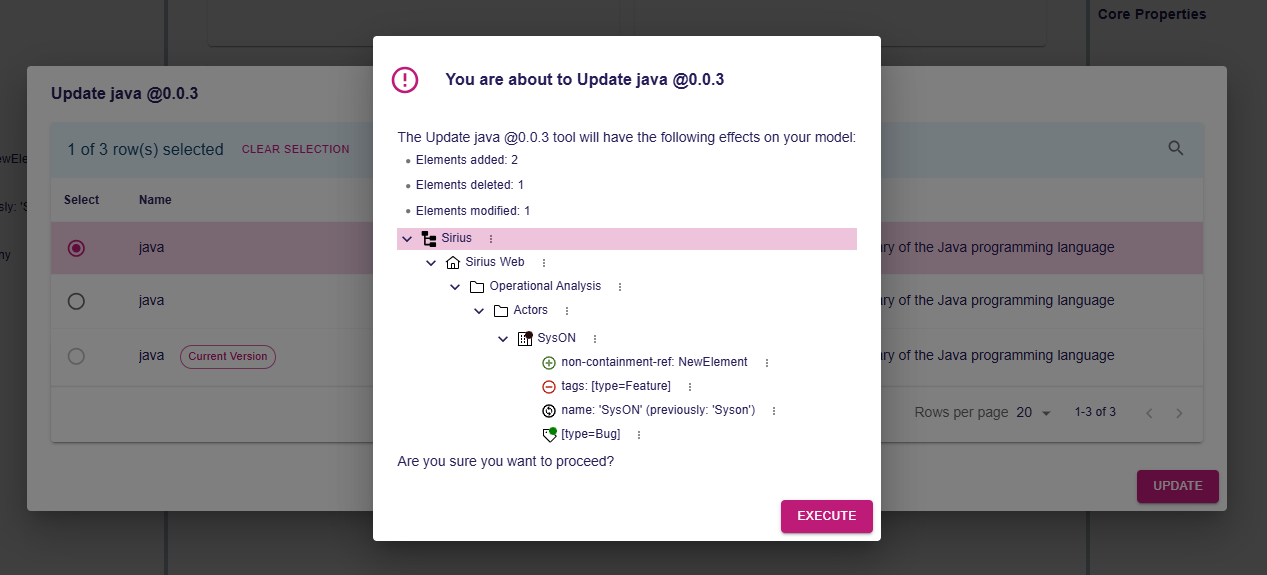 Core Properties
You are about to Update java @0.0.3
Update java @0.0.3
The Update java @0.0.3 tool will have the following effects on your model:
1 of 3 row(s) selected CLEAR SELECTION
Elements added: 2
Elements deleted: 1
Select Name
Elements modified: 1
Sirius
java
ary of the Java programming language
Sirius Web
Operational Analysis
java
ary of the Java programming language
Actors
SysON
java Current Version
ary of the Java programming language
non-containment-ref: NewElement
tags: [type=Feature]
name: 'SysON' (previously: 'Syson')
Rows per page 20 1-3 of 3
[type=Bug]
Are you sure you want to proceed?
UPDATE
EXECUTE